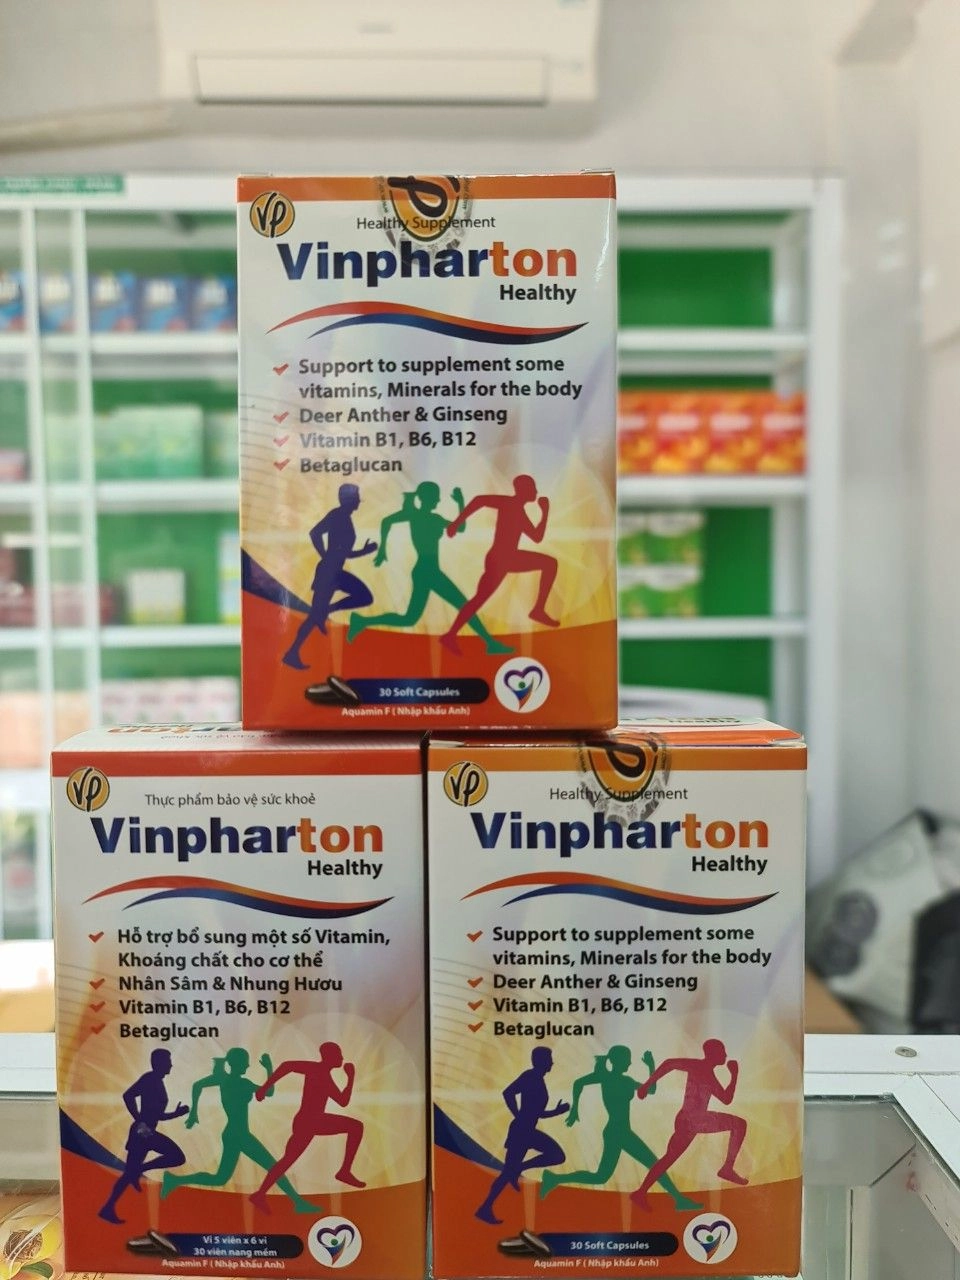 VP
Healthy Supplement
Vinpharton
Healthy
Support to supplement some
vitamins, Minerals for the body
Deer Anther & Ginseng
Vitamin B1, B6, B12
Betaglucan
30 Soft Capsules
Aquamin F ( Nhập khẩu Anh)
VP
Thực phẩm bảo vệ sức khoẻ
Vinpharton
Healthy
Hỗ trợ bổ sung một số Vitamin,
Khoáng chất cho cơ thể
Nhân Sâm & Nhung Hươu
Vitamin B1, B6, B12
Betaglucan
Vỉ 5 viên x 6 vỉ
30 viên nang mềm
Aquamin F ( Nhập khẩu Anh)
VP
Healthy Supplement
Vinpharton
Healthy
Support to supplement some
vitamins, Minerals for the body
Deer Anther & Ginseng
Vitamin B1, B6, B12
Betaglucan
30 Soft Capsules
Aquamin F ( Nhập khẩu Anh)